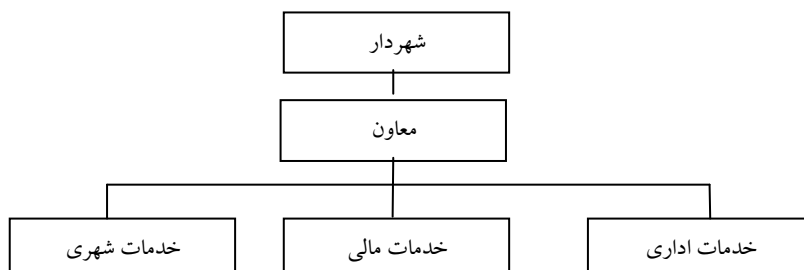 شهردار
معاون
خدمات اداری
خدمات مالی
خدمات شهری